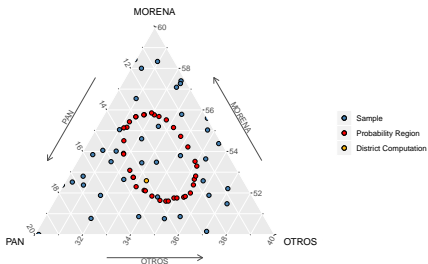 MORENA
60
12
58
14
56
PAN
MORENA
16
54
18
52
20
PAN
32
34
36
38
40
OTROS
OTROS
Sample
Probability Region
District Computation